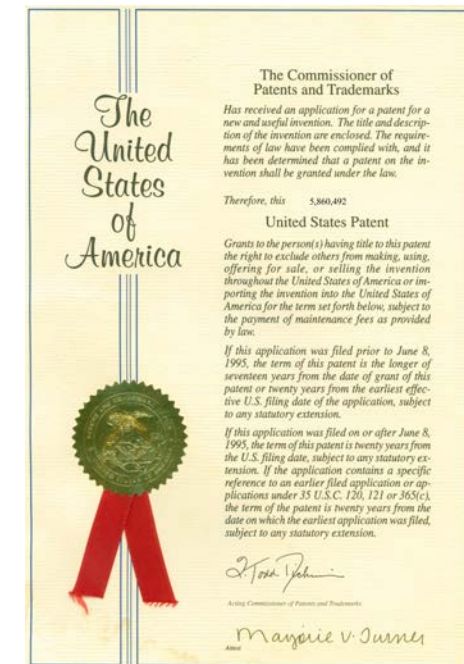 The
United
States
of
America
The Commissioner of
Patents and Trademarks
Has received an application for a patent for a
new and useful invention. The title and descrip-
tion of the invention are enclosed. The require-
ments of law have been complied with, and it
has been determined that a patent on the in-
vention shall be granted under the law.
Therefore, this 5,860,492
United States Patent
Grants to the person(s) having title to this patent
the right to exclude others from making, using,
offering for sale, or selling the invention
throughout the United States of America or im-
porting the invention into the United States of
America for the term set forth below, subject to
the payment of maintenance fees as provided
by law.
If this application was filed prior to June 8,
1995, the term of this patent is the longer of
seventeen years from the date of grant of this
patent or twenty years from the earliest effec-
tive U.S. filing date of the application, subject
to any statutory extension.
If this application was filed on or after June 8,
1995, the term of this patent is twenty years from
the U.S. filing date, subject to any statutory ex-
tension. If the application contains a specific
reference to an earlier filed application or ap-
plications under 35 U.S.C. 120, 121 or 365(c),
the term of the patent is twenty years from the
date on which the earliest application was filed,
subject to any statutory extension.
Q. Todd
Acting Commissioner of Patents and Trademarks
Marjorie V. Turner
Attest